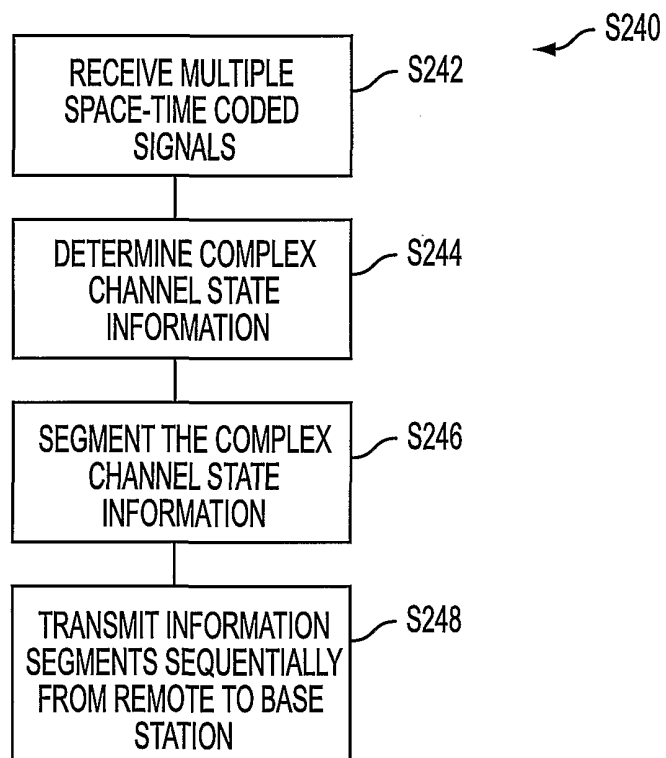 S240
RECEIVE MULTIPLE
SPACE-TIME CODED
SIGNALS
S242
DETERMINE COMPLEX
CHANNEL STATE
INFORMATION
S244
SEGMENT THE COMPLEX
CHANNEL STATE
INFORMATION
S246
TRANSMIT INFORMATION
SEGMENTS SEQUENTIALLY
FROM REMOTE TO BASE
STATION
S248